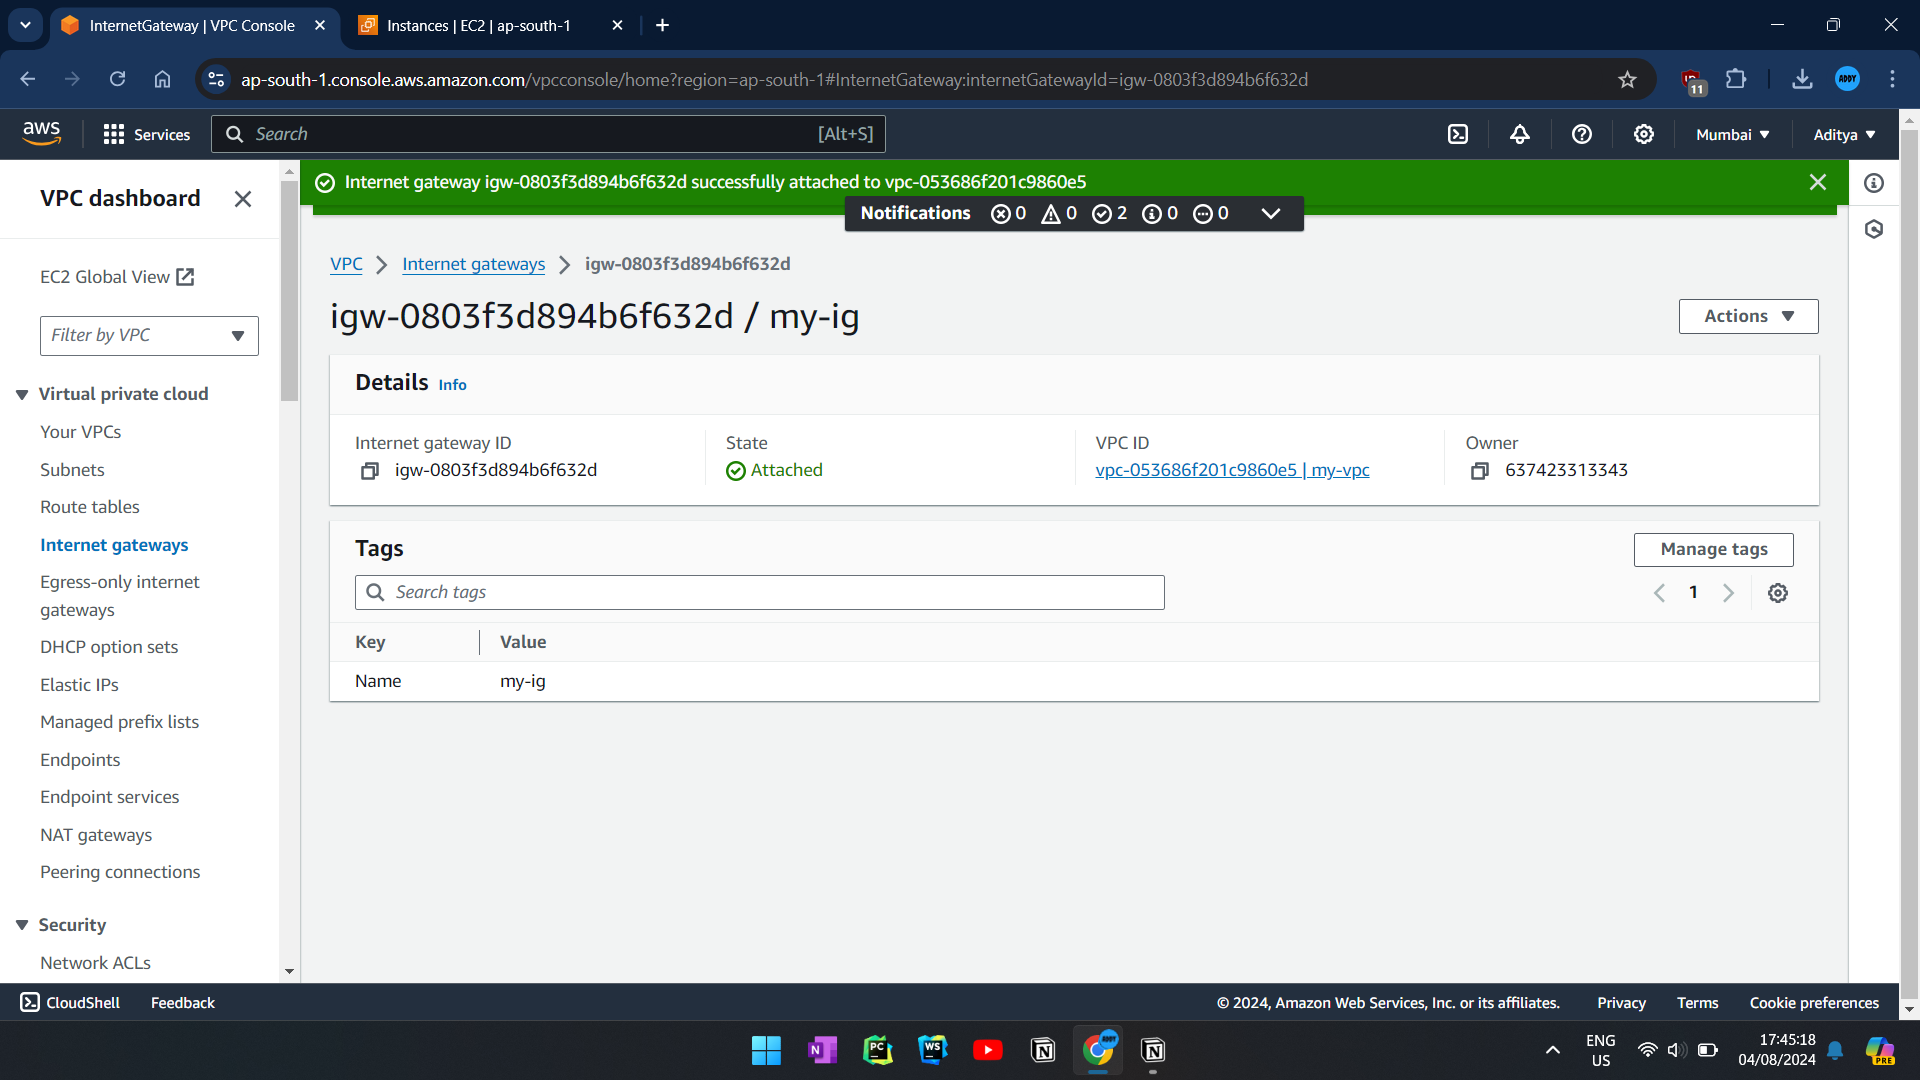 InternetGateway | VPC Console
Instances | EC2 | ap-south-1
ap-south-1.console.aws.amazon.com/vpcconsole/home?region=ap-south-1#InternetGateway:internetGatewayId=igw-0803f3d894b6f632d
11
ADDY
aws
Services
Search
[Alt+S]
Mumbai
Aditya
VPC dashboard
EC2 Global View
Filter by VPC
Virtual private cloud
Your VPCs
Subnets
Route tables
Internet gateways
Egress-only internet
gateways
DHCP option sets
Elastic IPs
Managed prefix lists
Endpoints
Endpoint services
NAT gateways
Peering connections
Security
Network ACLs
Internet gateway igw-0803f3d894b6f632d successfully attached to vpc-053686f201c9860e5
Notifications 0 0 2 0 0
VPC > Internet gateways > igw-0803f3d894b6f632d
igw-0803f3d894b6f632d / my-ig
Actions
Details Info
Internet gateway ID
igw-0803f3d894b6f632d
State
Attached
VPC ID
vpc-053686f201c9860e5 | my-vpc
Owner
637423313343
Tags
Manage tags
Search tags
1
Key Value
Name my-ig
CloudShell
Feedback
© 2024, Amazon Web Services, Inc. or its affiliates.
Privacy
Terms
Cookie preferences
N
PC
WS
N
ADDY
N
ENG
US
17:45:18
04/08/2024
PRE